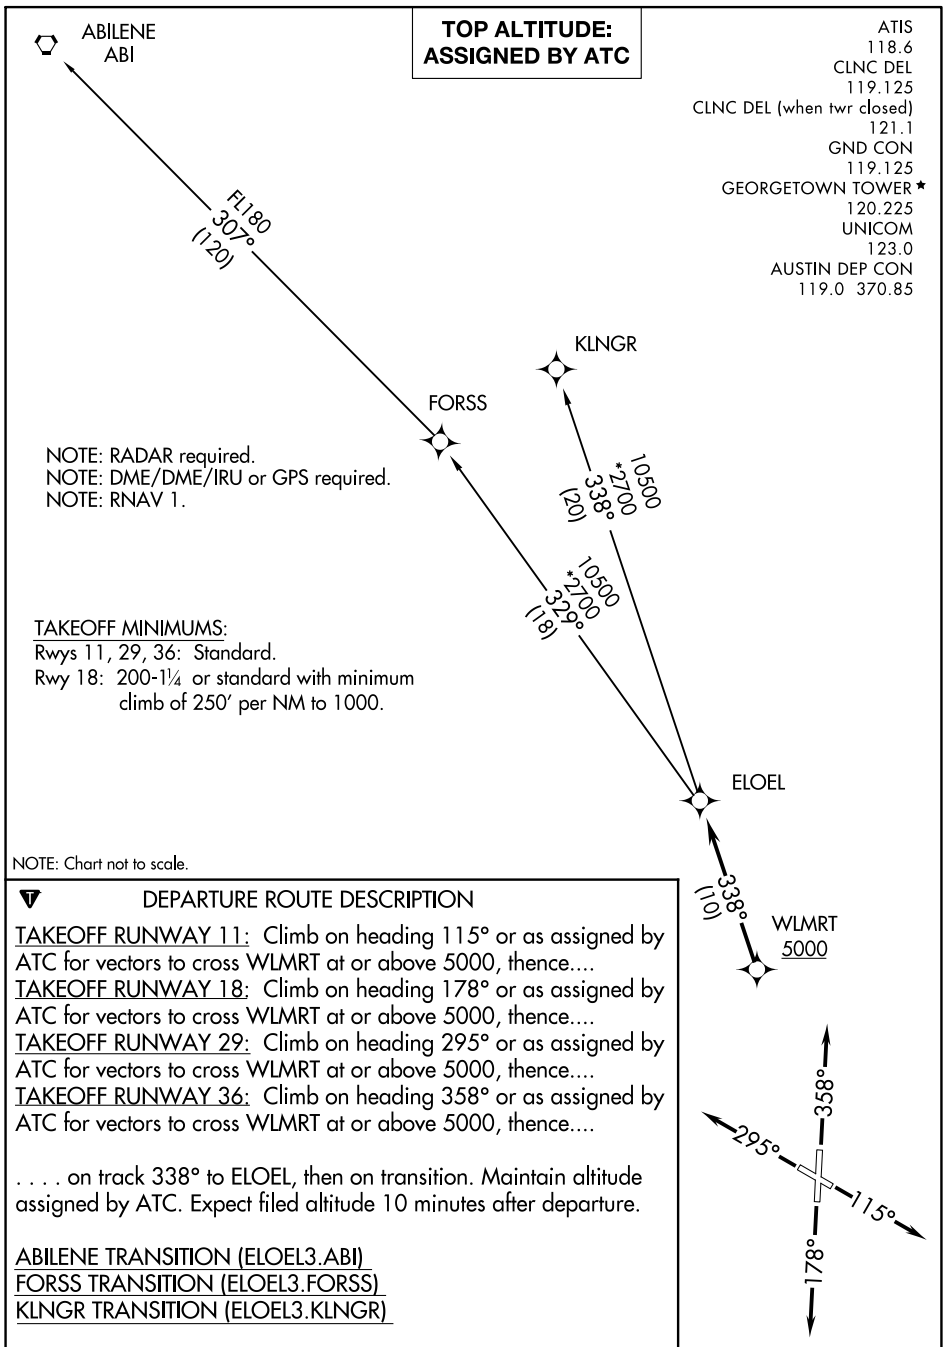 TOP ALTITUDE:
ASSIGNED BY ATC
ABILENE
ABI
ATIS
118.6
CLNC DEL
119.125
CLNC DEL (when twr closed)
121.1
GND CON
119.125
GEORGETOWN TOWER★
120.225
UNICOM
123.0
AUSTIN DEP CON
119.0 370.85
FL180
307°
(120)
KLNGR
FORSS
NOTE: RADAR required.
NOTE: DME/DME/IRU or GPS required.
NOTE: RNAV 1.
10500
*2700
338°
(20)
10500
*2700
329°
(18)
TAKEOFF MINIMUMS:
Rwys 11, 29, 36: Standard.
Rwy 18: 200-1¼ or standard with minimum
climb of 250' per NM to 1000.
ELOEL
NOTE: Chart not to scale.
338°
(10)
WLMRT
5000
T
DEPARTURE ROUTE DESCRIPTION
TAKEOFF RUNWAY 11: Climb on heading 115° or as assigned by
ATC for vectors to cross WLMRT at or above 5000, thence....
TAKEOFF RUNWAY 18: Climb on heading 178° or as assigned by
ATC for vectors to cross WLMRT at or above 5000, thence....
TAKEOFF RUNWAY 29: Climb on heading 295° or as assigned by
ATC for vectors to cross WLMRT at or above 5000, thence....
TAKEOFF RUNWAY 36: Climb on heading 358° or as assigned by
ATC for vectors to cross WLMRT at or above 5000, thence....
. . . . on track 338° to ELOEL, then on transition. Maintain altitude
assigned by ATC. Expect filed altitude 10 minutes after departure.
ABILENE TRANSITION (ELOEL3.ABI)
FORSS TRANSITION (ELOEL3.FORSS)
KLNGR TRANSITION (ELOEL3.KLNGR)
358°
295°
115°
178°